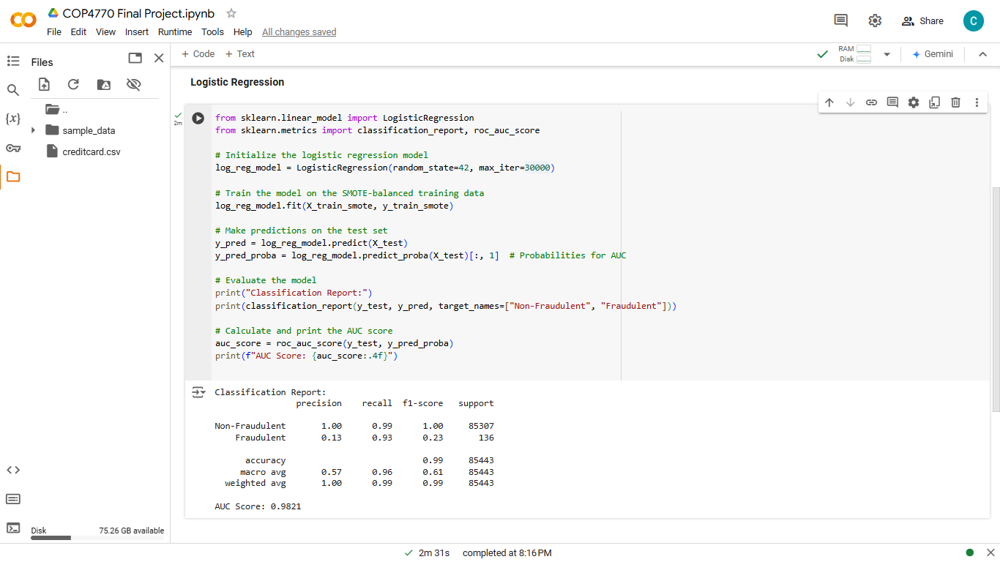 COP4770 Final Project.ipynb
File Edit View Insert Runtime Tools Help All changes saved
Share
C
Files
+ Code + Text
RAM
Disk
Gemini
..
sample_data
creditcard.csv
{x}
Logistic Regression
2m
from sklearn.linear_model import LogisticRegression
from sklearn.metrics import classification_report, roc_auc_score
# Initialize the logistic regression model
log_reg_model = LogisticRegression(random_state=42, max_iter=30000)
# Train the model on the SMOTE-balanced training data
log_reg_model.fit(X_train_smote, y_train_smote)
# Make predictions on the test set
y_pred = log_reg_model.predict(X_test)
y_pred_proba = log_reg_model.predict_proba(X_test)[:, 1]  # Probabilities for AUC
# Evaluate the model
print("Classification Report:")
print(classification_report(y_test, y_pred, target_names=["Non-Fraudulent", "Fraudulent"]))
# Calculate and print the AUC score
auc_score = roc_auc_score(y_test, y_pred_proba)
print(f"AUC Score: {auc_score:.4f}")
Classification Report:
precision recall f1-score support
Non-Fraudulent 1.00 0.99 1.00 85307
Fraudulent 0.13 0.93 0.23 136
accuracy 0.99 85443
macro avg 0.57 0.96 0.61 85443
weighted avg 1.00 0.99 0.99 85443
AUC Score: 0.9821
Disk 75.26 GB available
2m 31s completed at 8:16 PM